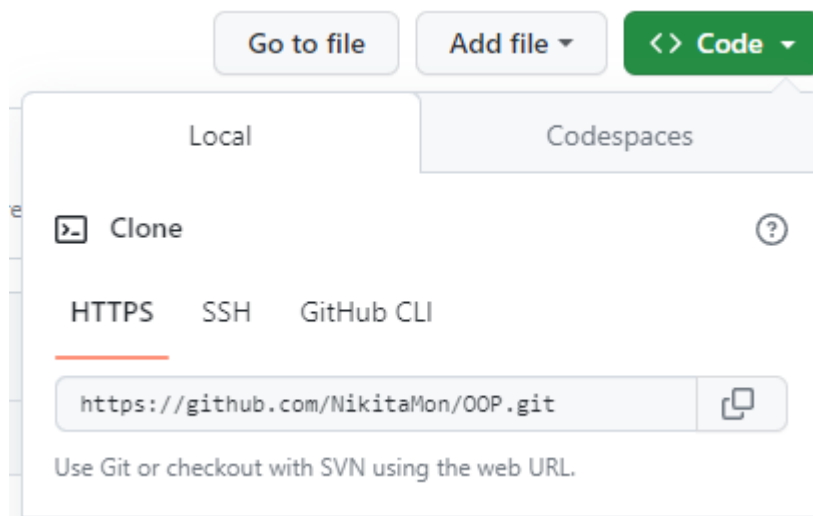 Go to file Add file <> Code
Local Codespaces
Clone
HTTPS SSH GitHub CLI
https://github.com/NikitaMon/OOP.git
Use Git or checkout with SVN using the web URL.